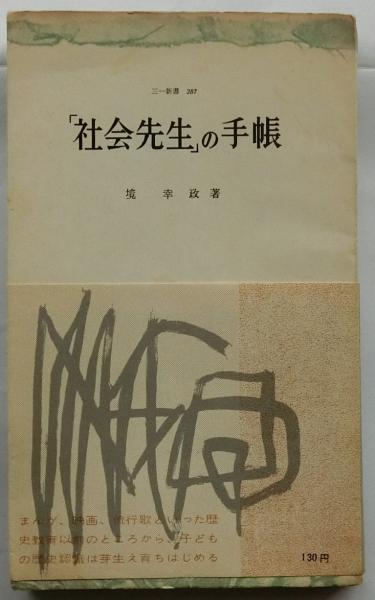 三一新書 387
「社会先生」の手帳
境 幸政著
まんが、映画、流行歌といった歴
史教育以前のところから、子ども
の歴史認識は芽生え育ちはじめる
130円